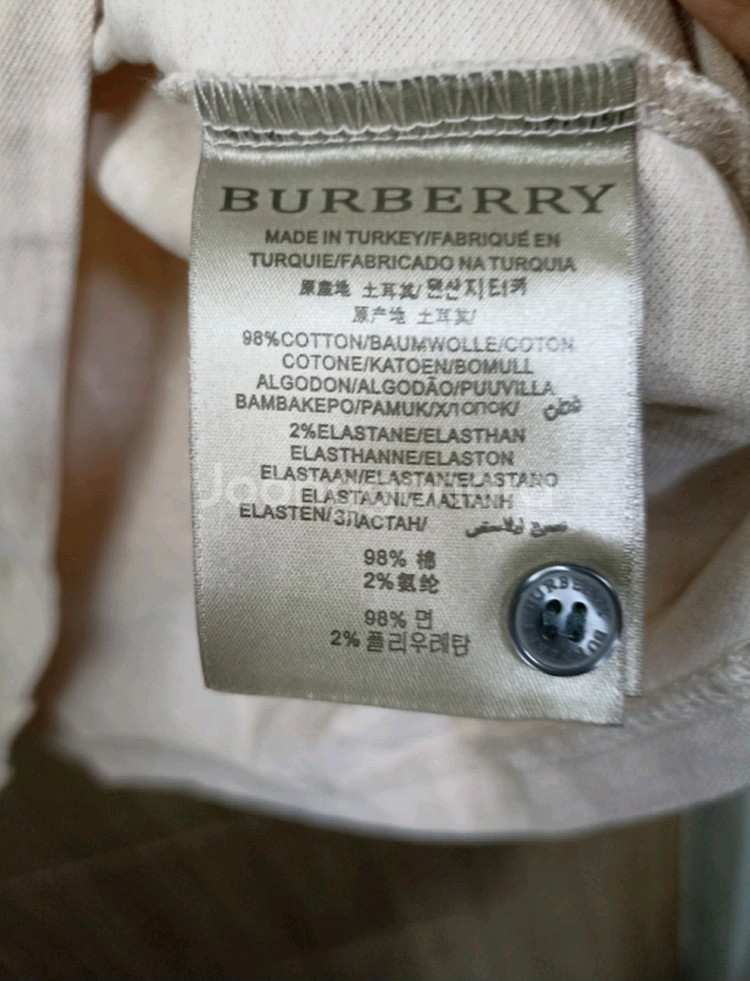 BURBERRY
MADE IN TURKEY/FABRIQUÉ EN
TURQUIE/FABRICADO NA TURQUIA
原産地 土耳其/ 원산지 터키
原产地 土耳其/
98%COTTON/BAUMWOLLE/COTON
COTONE/KATOEN/BOMULL
ALGODON/ALGODÃO/PUUVILLA
BAMBAKEPO/PAMUK/ХЛОПОК/ قطن
2%ELASTANE/ELASTHAN
ELASTHANNE/ELASTON
ELASTAAN/ELASTAN/ELASTANO
ELASTAANI/ΕΛΑΣΤΑΝΗ
ELASTEN/ЭЛАСТАН/
98% 棉
2%氨纶
98% 면
2% 폴리우레탄
BURBERRY